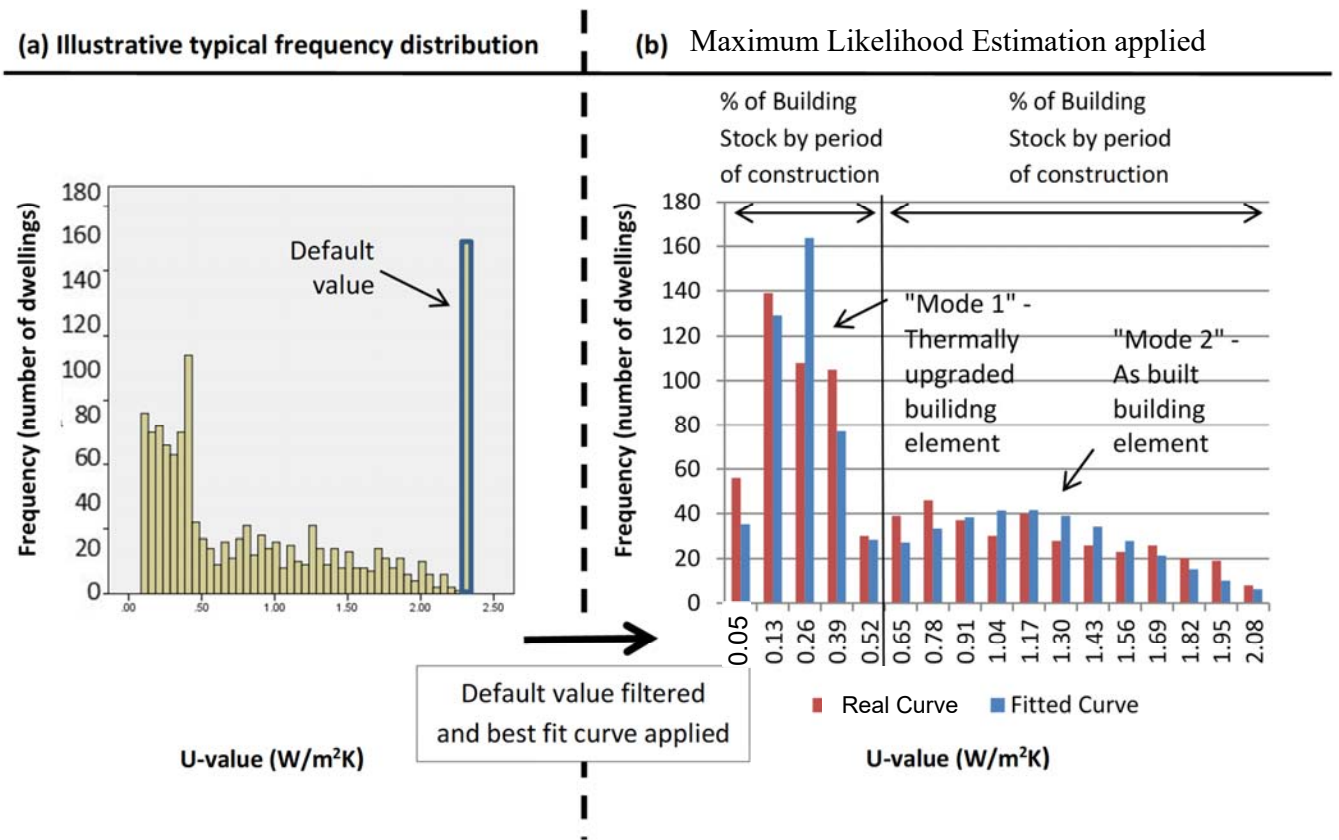 (a) Illustrative typical frequency distribution
(b) Maximum Likelihood Estimation applied
Frequency (number of dwellings)
180
160
140
120
100
80
60
40
20
0
.00 .50 1.00 1.50 2.00 2.50
Default
value
U-value (W/m²K)
Default value filtered
and best fit curve applied
% of Building
Stock by period
of construction
% of Building
Stock by period
of construction
Frequency (number of dwellings)
180
160
140
120
100
80
60
40
20
0
"Mode 1" -
Thermally
upgraded
builidng
element
"Mode 2" -
As built
building
element
0.05 0.13 0.26 0.39 0.52 0.65 0.78 0.91 1.04 1.17 1.30 1.43 1.56 1.69 1.82 1.95 2.08
Real Curve Fitted Curve
U-value (W/m²K)